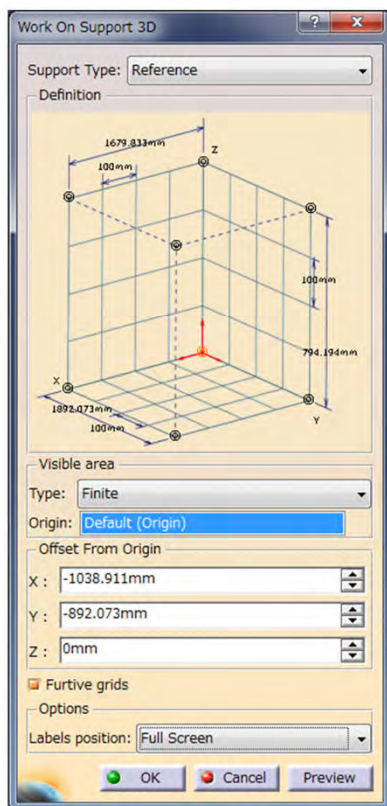 Work On Support 3D
Support Type: Reference
Definition
1679.833mm
Z
100mm
100mm
794.194mm
X
1892.073mm
100mm
Y
Visible area
Type: Finite
Origin: Default (Origin)
Offset From Origin
X : -1038.911mm
Y : -892.073mm
Z : 0mm
Furtive grids
Options
Labels position: Full Screen
OK Cancel Preview